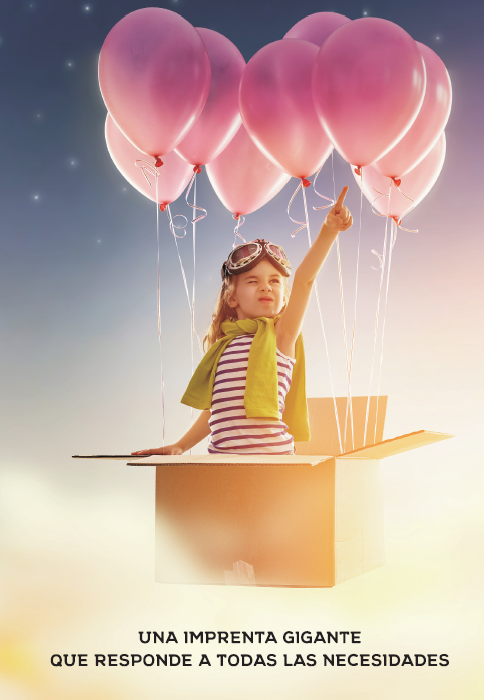 UNA IMPRENTA GIGANTE
QUE RESPONDE A TODAS LAS NECESIDADES